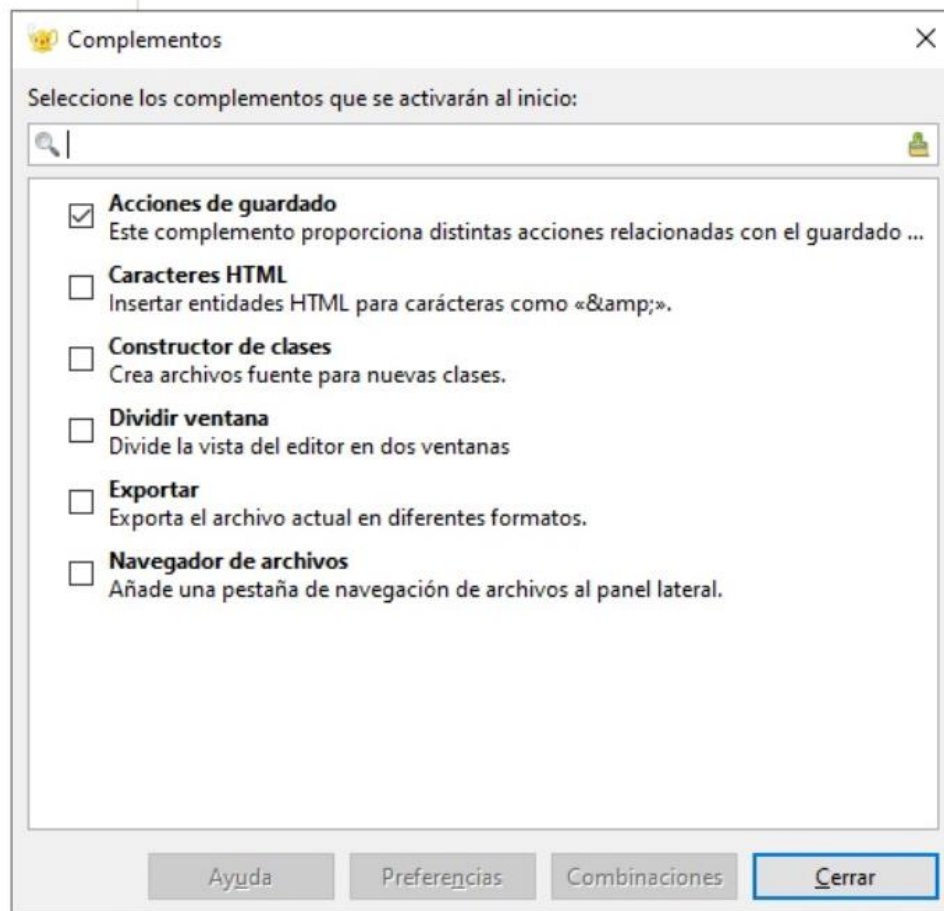 Complementos
Seleccione los complementos que se activarán al inicio:
Acciones de guardado
Este complemento proporciona distintas acciones relacionadas con el guardado ...
Caracteres HTML
Insertar entidades HTML para carácteras como «&amp;».
Constructor de clases
Crea archivos fuente para nuevas clases.
Dividir ventana
Divide la vista del editor en dos ventanas
Exportar
Exporta el archivo actual en diferentes formatos.
Navegador de archivos
Añade una pestaña de navegación de archivos al panel lateral.
Ayuda Preferencias Combinaciones Cerrar